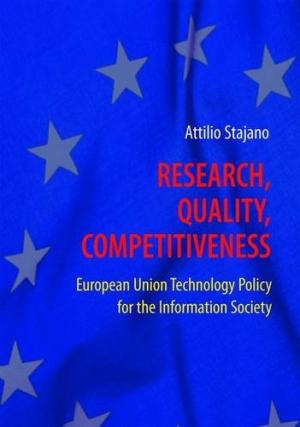 Attilio Stajano
RESEARCH,
QUALITY,
COMPETITIVENESS
European Union Technology Policy
for the Information Society